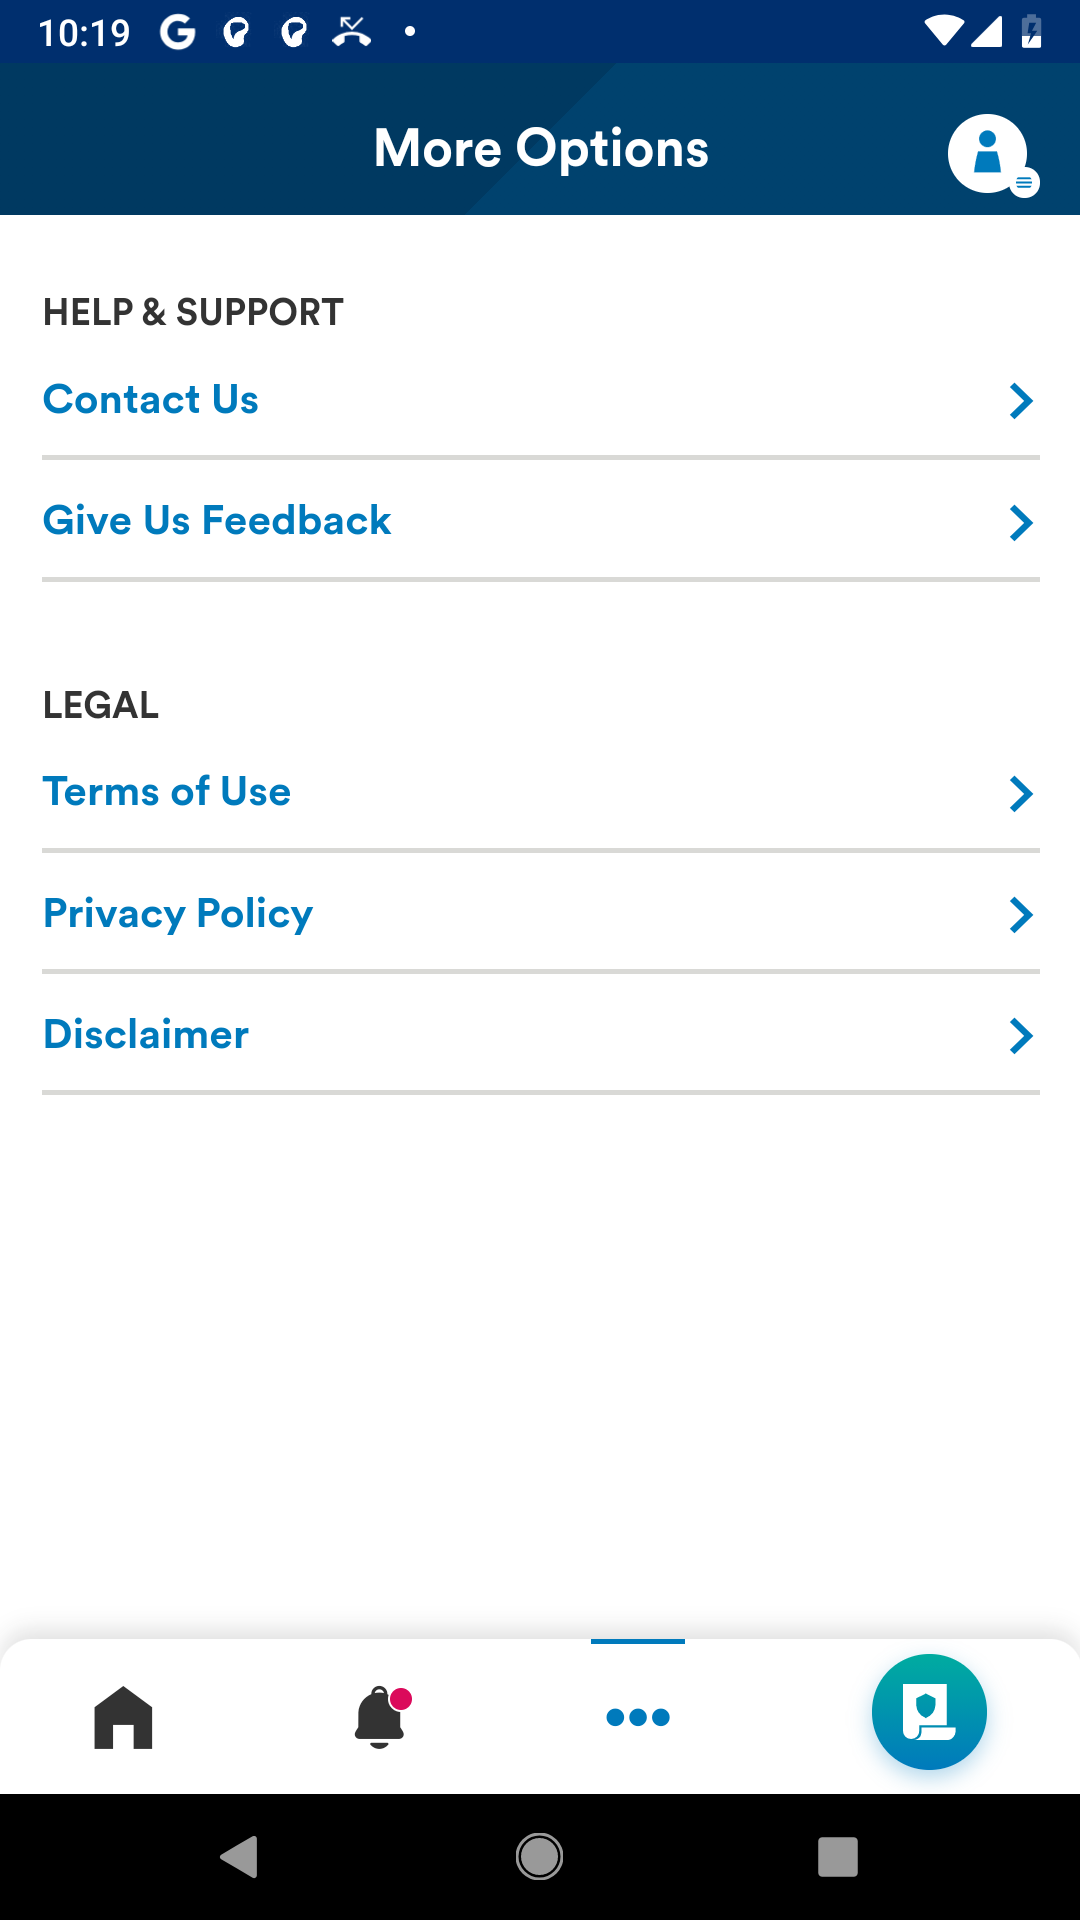 10:19
More Options
HELP & SUPPORT
Contact Us
Give Us Feedback
LEGAL
Terms of Use
Privacy Policy
Disclaimer